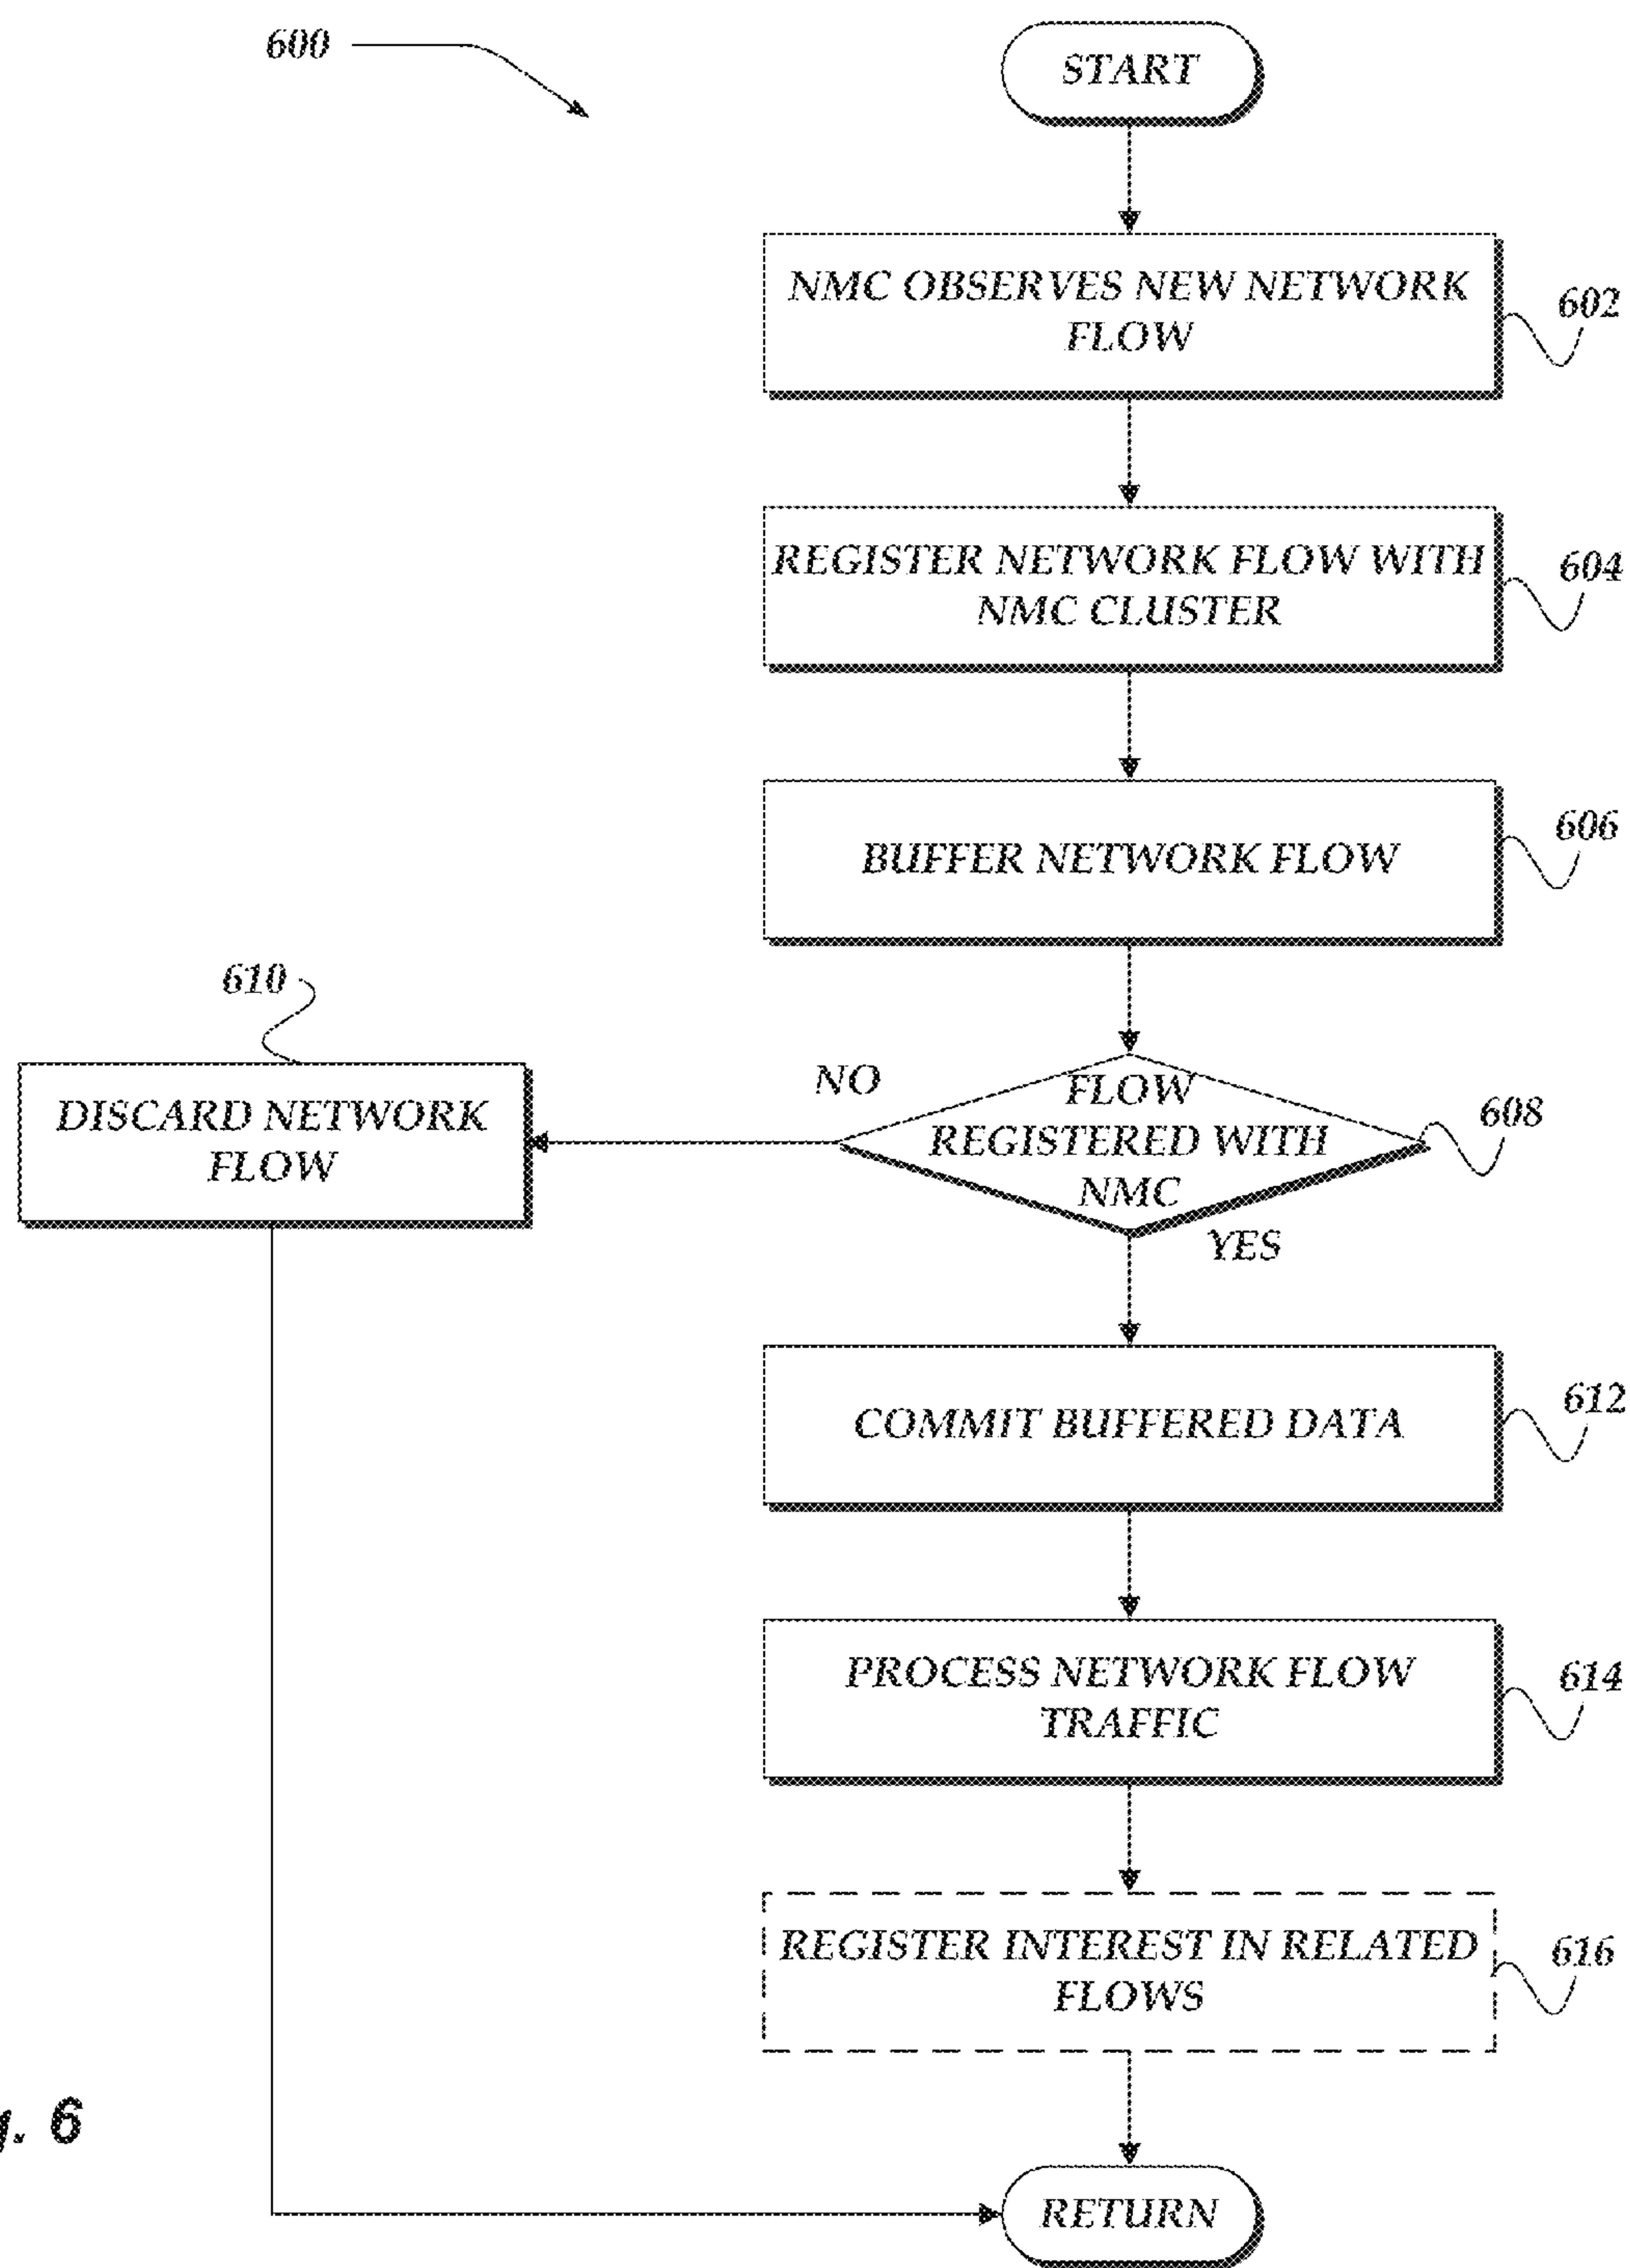 600
START
NMC OBSERVES NEW NETWORK
FLOW
602
REGISTER NETWORK FLOW WITH
NMC CLUSTER
604
BUFFER NETWORK FLOW
606
610
DISCARD NETWORK
FLOW
NO
FLOW
REGISTERED WITH
NMC
608
YES
COMMIT BUFFERED DATA
612
PROCESS NETWORK FLOW
TRAFFIC
614
REGISTER INTEREST IN RELATED
FLOWS
616
g. 6
RETURN